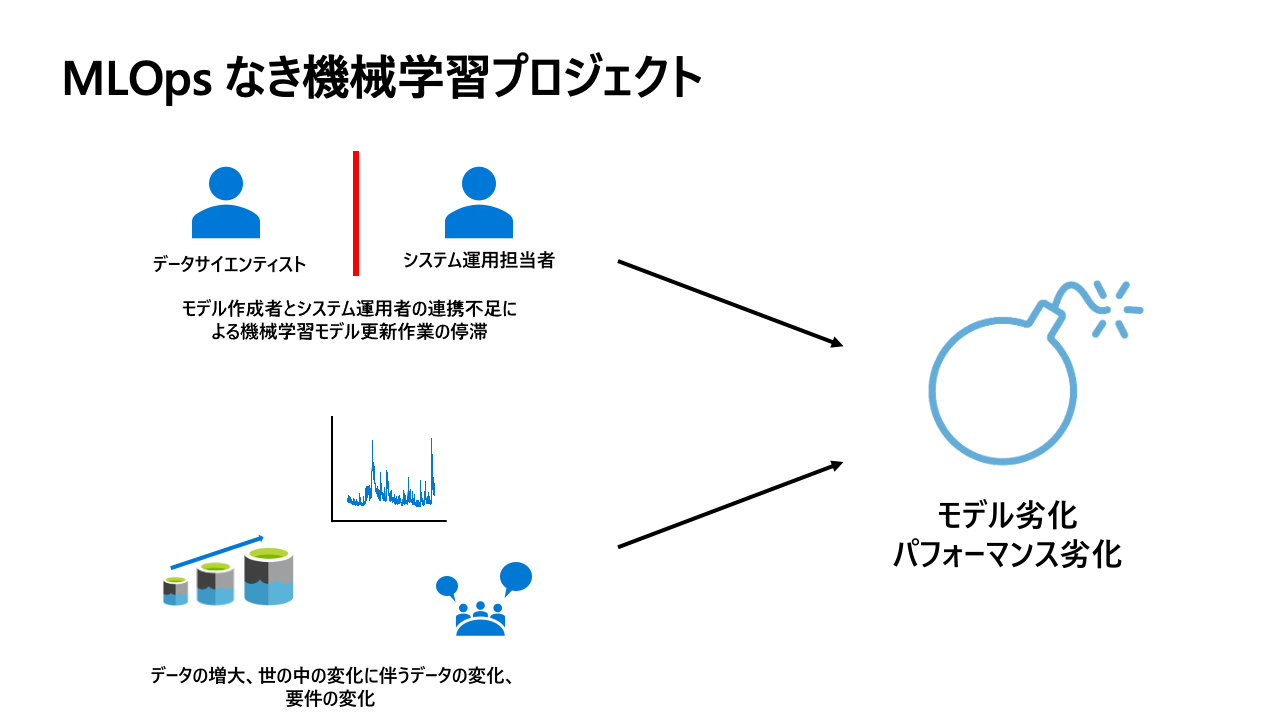 MLOps なき機械学習プロジェクト
データサイエンティスト
システム運用担当者
モデル作成者とシステム運用者の連携不足に
よる機械学習モデル更新作業の停滞
データの増大、世の中の変化に伴うデータの変化、
要件の変化
モデル劣化
パフォーマンス劣化